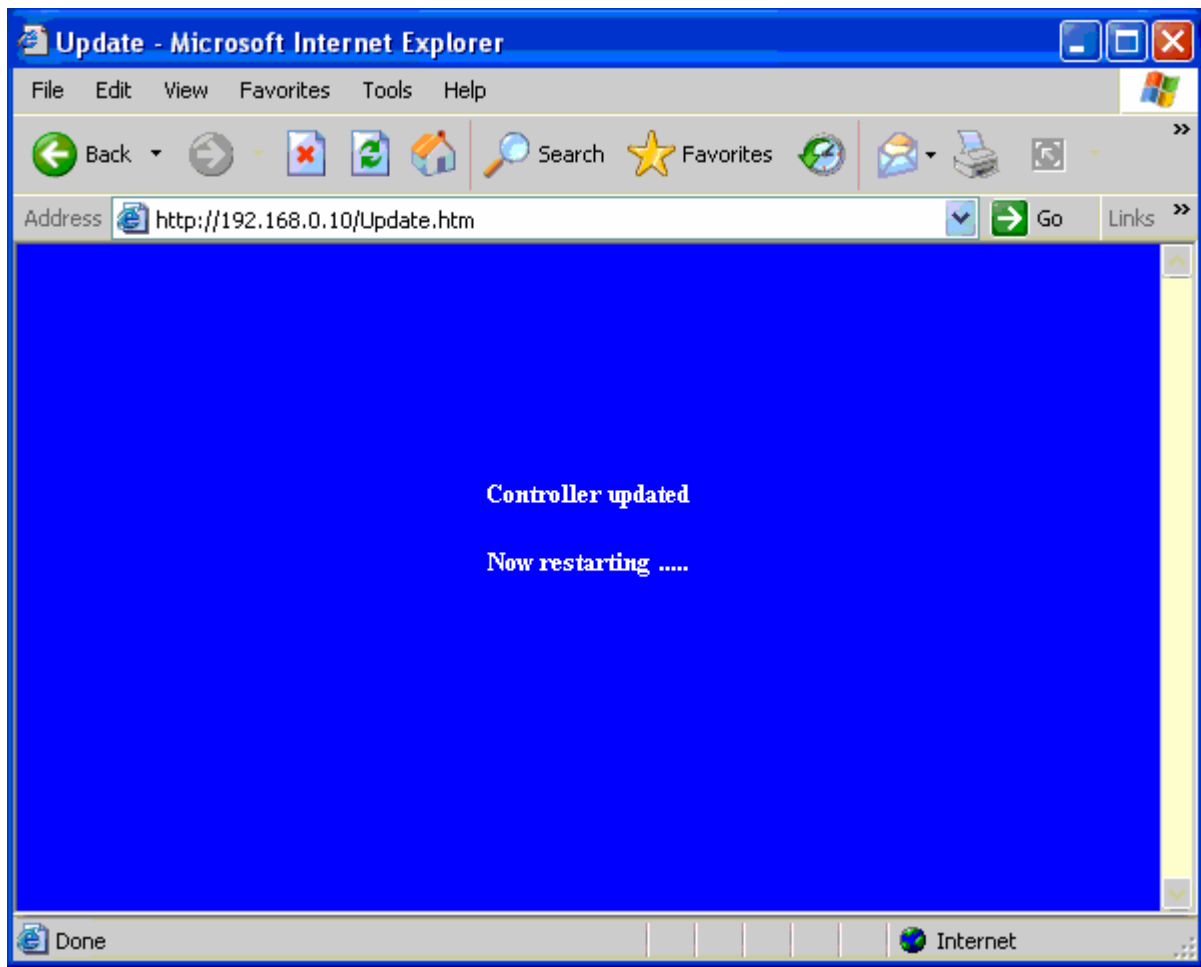 Update - Microsoft Internet Explorer
File Edit View Favorites Tools Help
Back Search Favorites »
Address http://192.168.0.10/Update.htm Go Links »
Controller updated
Now restarting .....
Done Internet